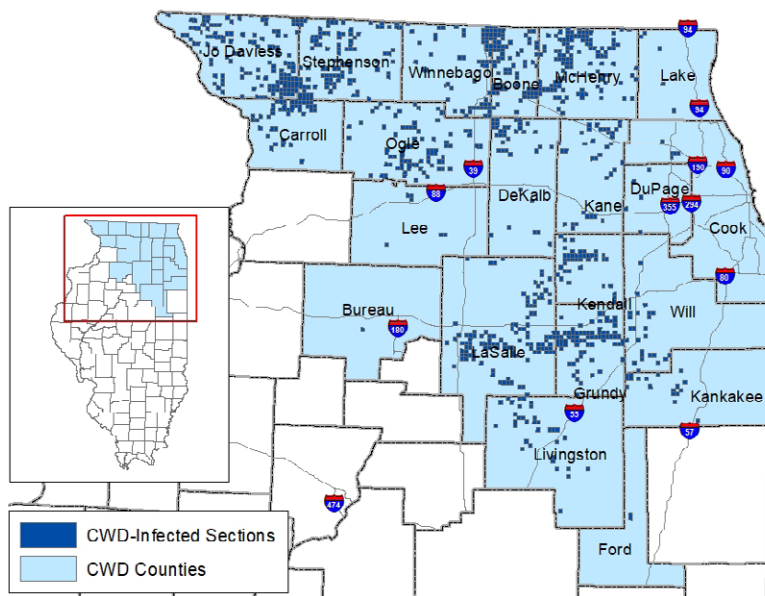 94
Jo Daviess
Stephenson
Winnebago
Boone
McHenry
Lake
94
Carroll
Ogle
39
88
DeKalb
Kane
DuPage
190
90
355
294
Lee
Cook
80
Bureau
180
Kendall
Will
LaSalle
Grundy
Kankakee
55
57
Livingston
474
Ford
CWD-Infected Sections
CWD Counties